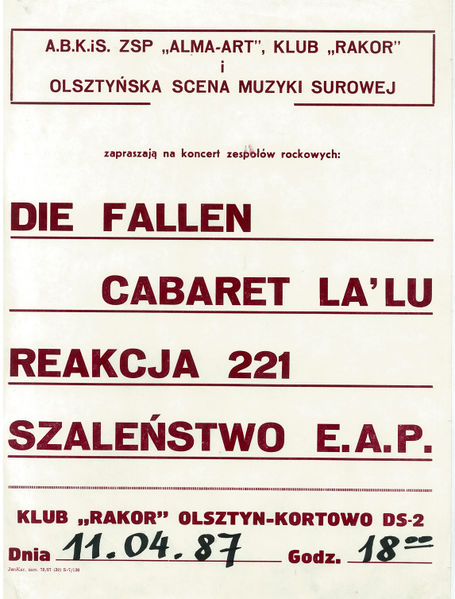 A.B.K.iS. ZSP „ALMA-ART”, KLUB „RAKOR”
i
OLSZTYŃSKA SCENA MUZYKI SUROWEJ
zapraszają na koncert zespołów rockowych:
DIE FALLEN
CABARET LA’LU
REAKCJA 221
SZALEŃSTWO E.A.P.
KLUB „RAKOR” OLSZTYN-KORTOWO DS-2
Dnia 11.04.87 Godz. 18⁰⁰